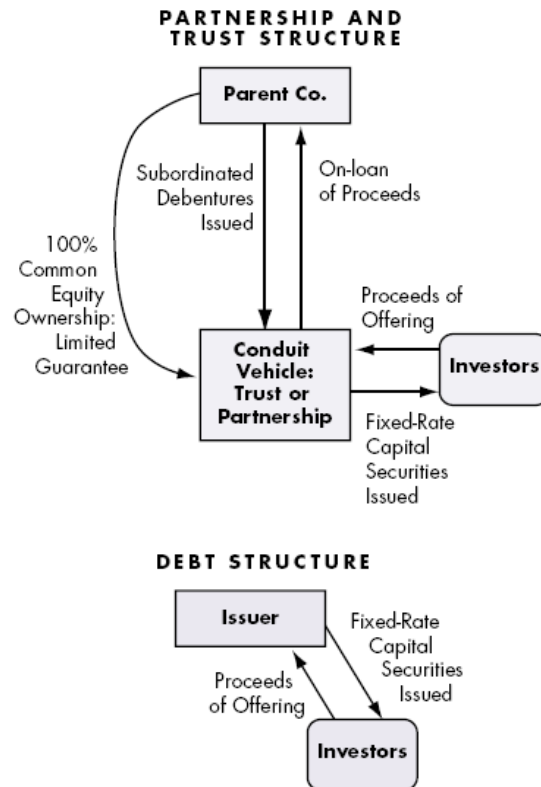 PARTNERSHIP AND
TRUST STRUCTURE
Parent Co.
Subordinated
Debentures
Issued
On-loan
of Proceeds
100%
Common
Equity
Ownership:
Limited
Guarantee
Proceeds of
Offering
Conduit
Vehicle:
Trust or
Partnership
Investors
Fixed-Rate
Capital
Securities
Issued
DEBT STRUCTURE
Issuer
Fixed-Rate
Capital
Securities
Issued
Proceeds
of Offering
Investors